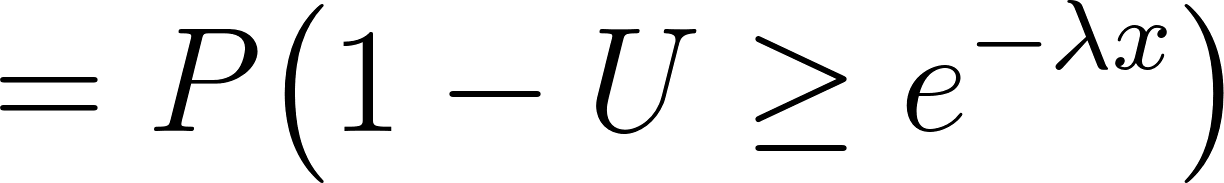 = P(1 − U ≥ e^{−λx})